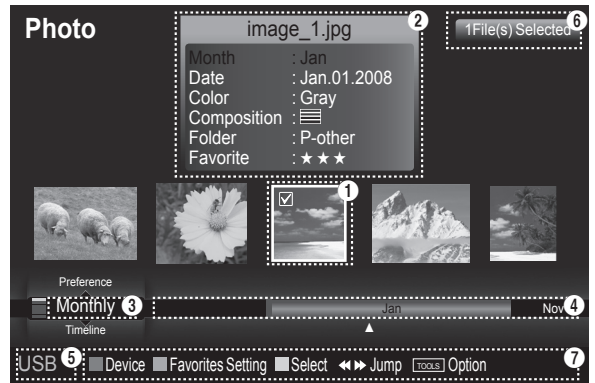 Photo
image_1.jpg
2
1File(s) Selected
6
Month : Jan
Date : Jan.01.2008
Color : Gray
Composition :
Folder : P-other
Favorite : ★ ★ ★
1
Preference
Monthly
3
Jan
Nov
4
Timeline
USB
5
Device
Favorites Setting
Select
◀◀ ▶▶ Jump
TOOLS Option
7